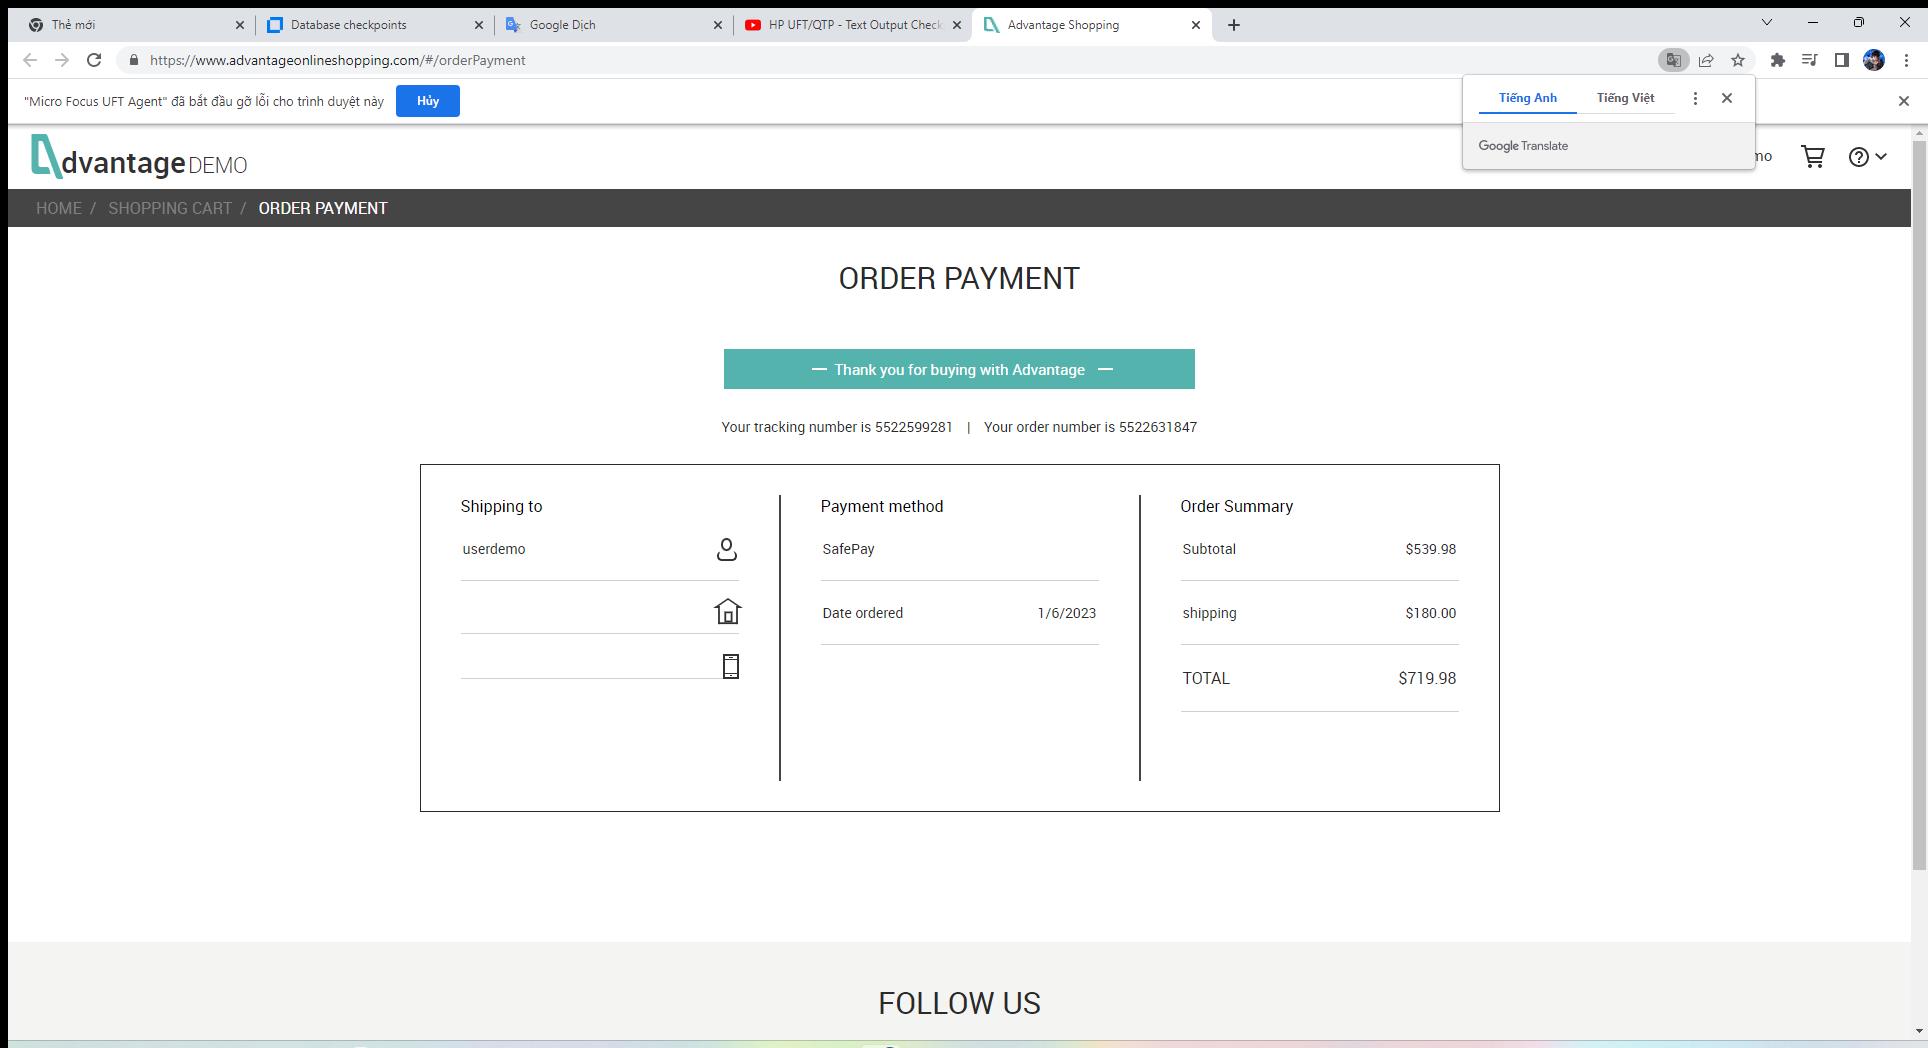 Thẻ mới
Database checkpoints
Google Dịch
HP UFT/QTP - Text Output Check
Advantage Shopping
https://www.advantageonlineshopping.com/#/orderPayment
"Micro Focus UFT Agent" đã bắt đầu gỡ lỗi cho trình duyệt này
Hủy
Tiếng Anh
Tiếng Việt
Google Translate
dvantage DEMO
mo
HOME / SHOPPING CART / ORDER PAYMENT
ORDER PAYMENT
— Thank you for buying with Advantage —
Your tracking number is 5522599281 | Your order number is 5522631847
Shipping to
userdemo
Payment method
SafePay
Date ordered 1/6/2023
Order Summary
Subtotal $539.98
shipping $180.00
TOTAL $719.98
FOLLOW US